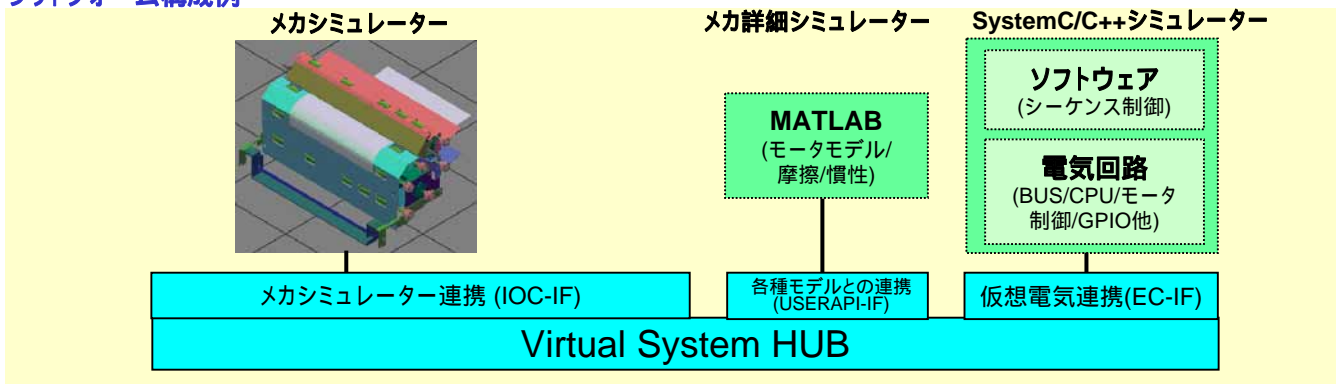 メカシミュレーター
メカ詳細シミュレーター
SystemC/C++シミュレーター
ソフトウェア
(シーケンス制御)
MATLAB
(モータモデル/
摩擦/慣性)
電気回路
(BUS/CPU/モータ
制御/GPIO他)
メカシミュレーター連携 (IOC-IF)
各種モデルとの連携
(USERAPI-IF)
仮想電気連携(EC-IF)
Virtual System HUB